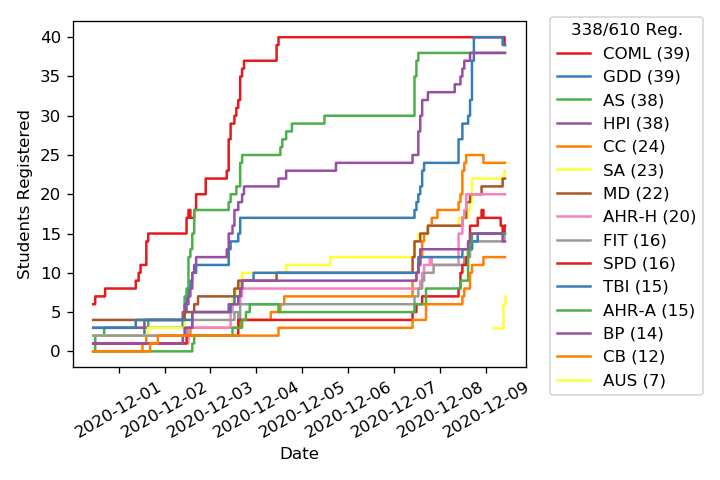 338/610 Reg.
COML (39)
GDD (39)
AS (38)
HPI (38)
CC (24)
SA (23)
MD (22)
AHR-H (20)
FIT (16)
SPD (16)
TBI (15)
AHR-A (15)
BP (14)
CB (12)
AUS (7)
Students Registered
40
35
30
25
20
15
10
5
0
2020-12-01
2020-12-02
2020-12-03
2020-12-04
2020-12-05
2020-12-06
2020-12-07
2020-12-08
2020-12-09
Date